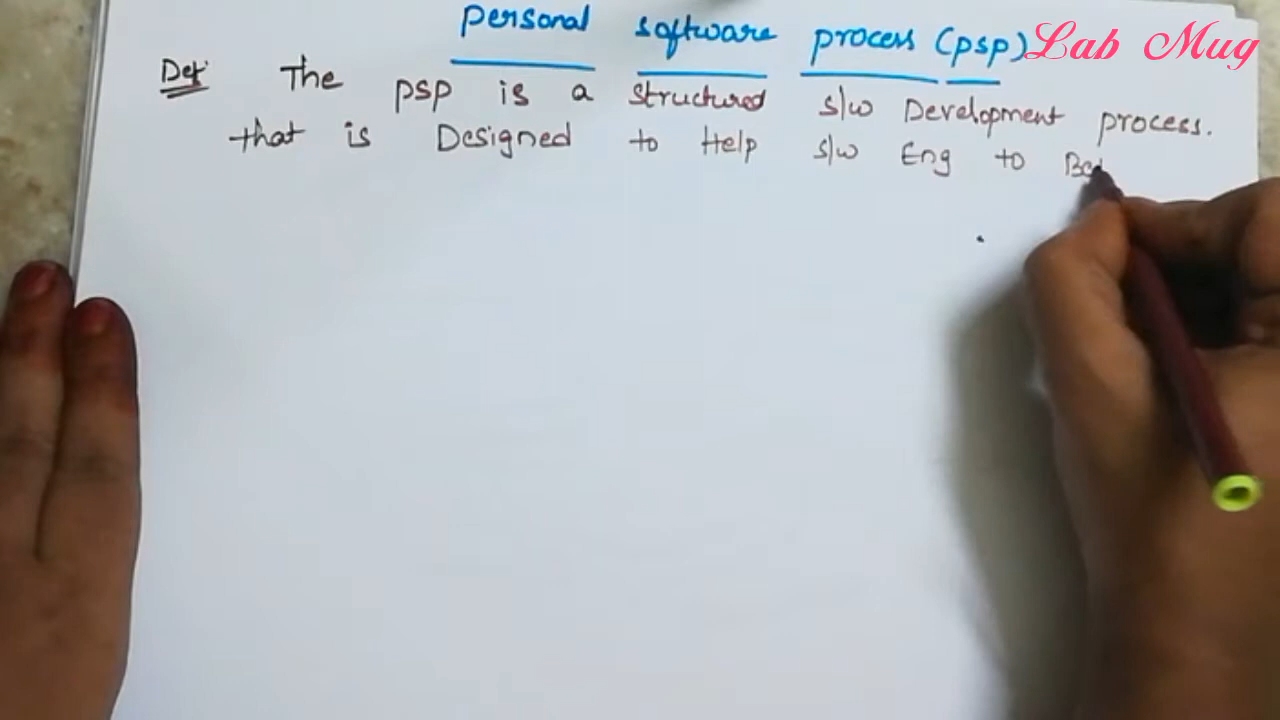 personal software process (psp)
Lab Mug
Def: The psp is a structured s/w Development process.
that is Designed to Help s/w Eng to